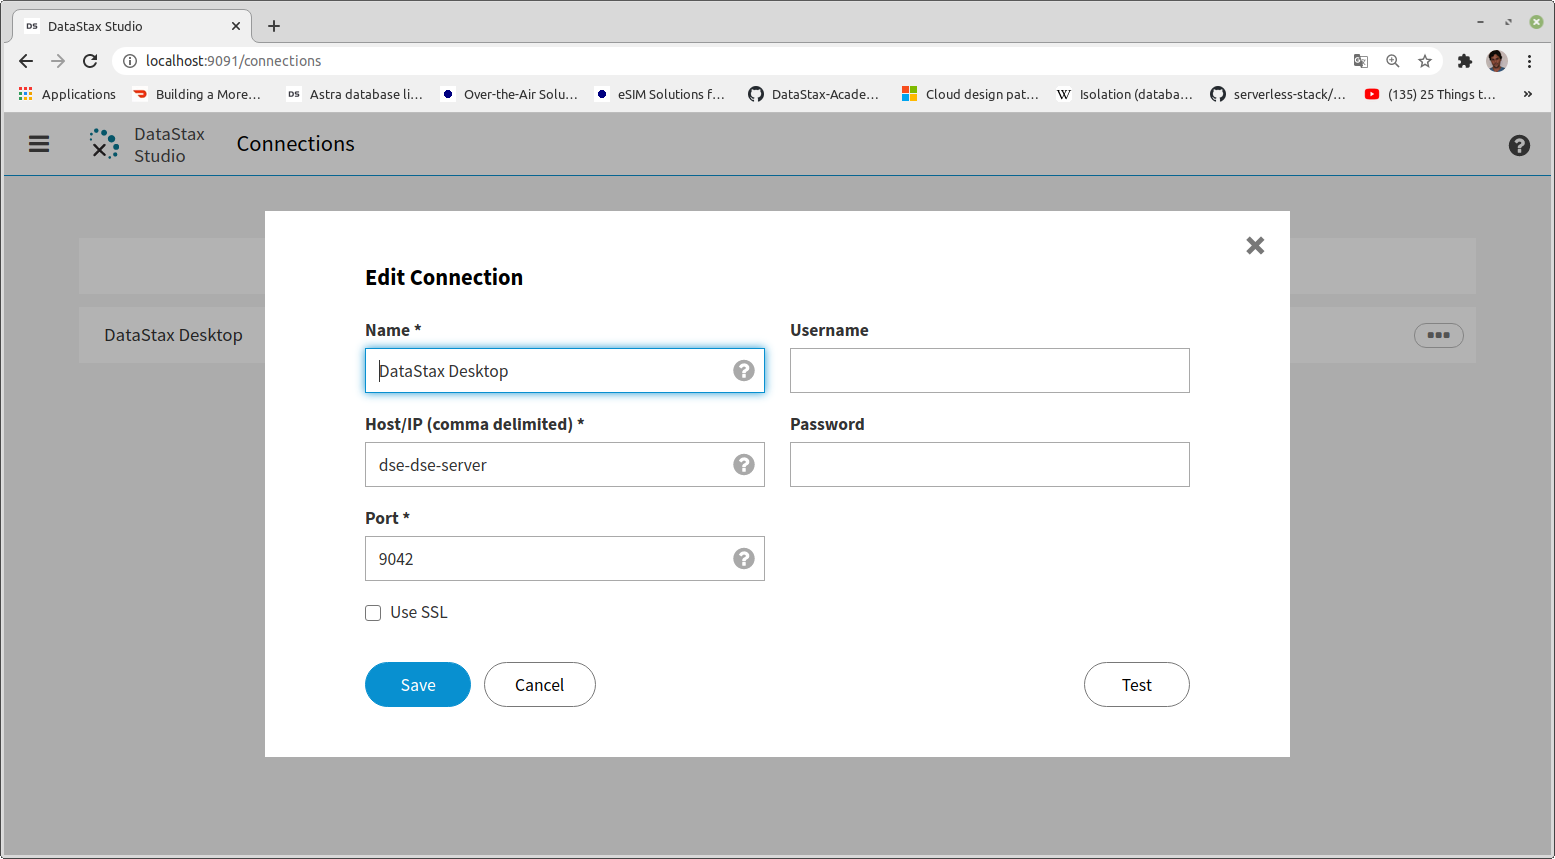 DS DataStax Studio
localhost:9091/connections
Applications Building a More... DS Astra database li... Over-the-Air Solu... eSIM Solutions f... DataStax-Acade... Cloud design pat... W Isolation (databa... serverless-stack/... (135) 25 Things t... »
DataStax
Studio
Connections
?
DataStax Desktop
Edit Connection
Name * Username
DataStax Desktop ?
Host/IP (comma delimited) * Password
dse-dse-server ?
Port *
9042 ?
Use SSL
Save Cancel Test